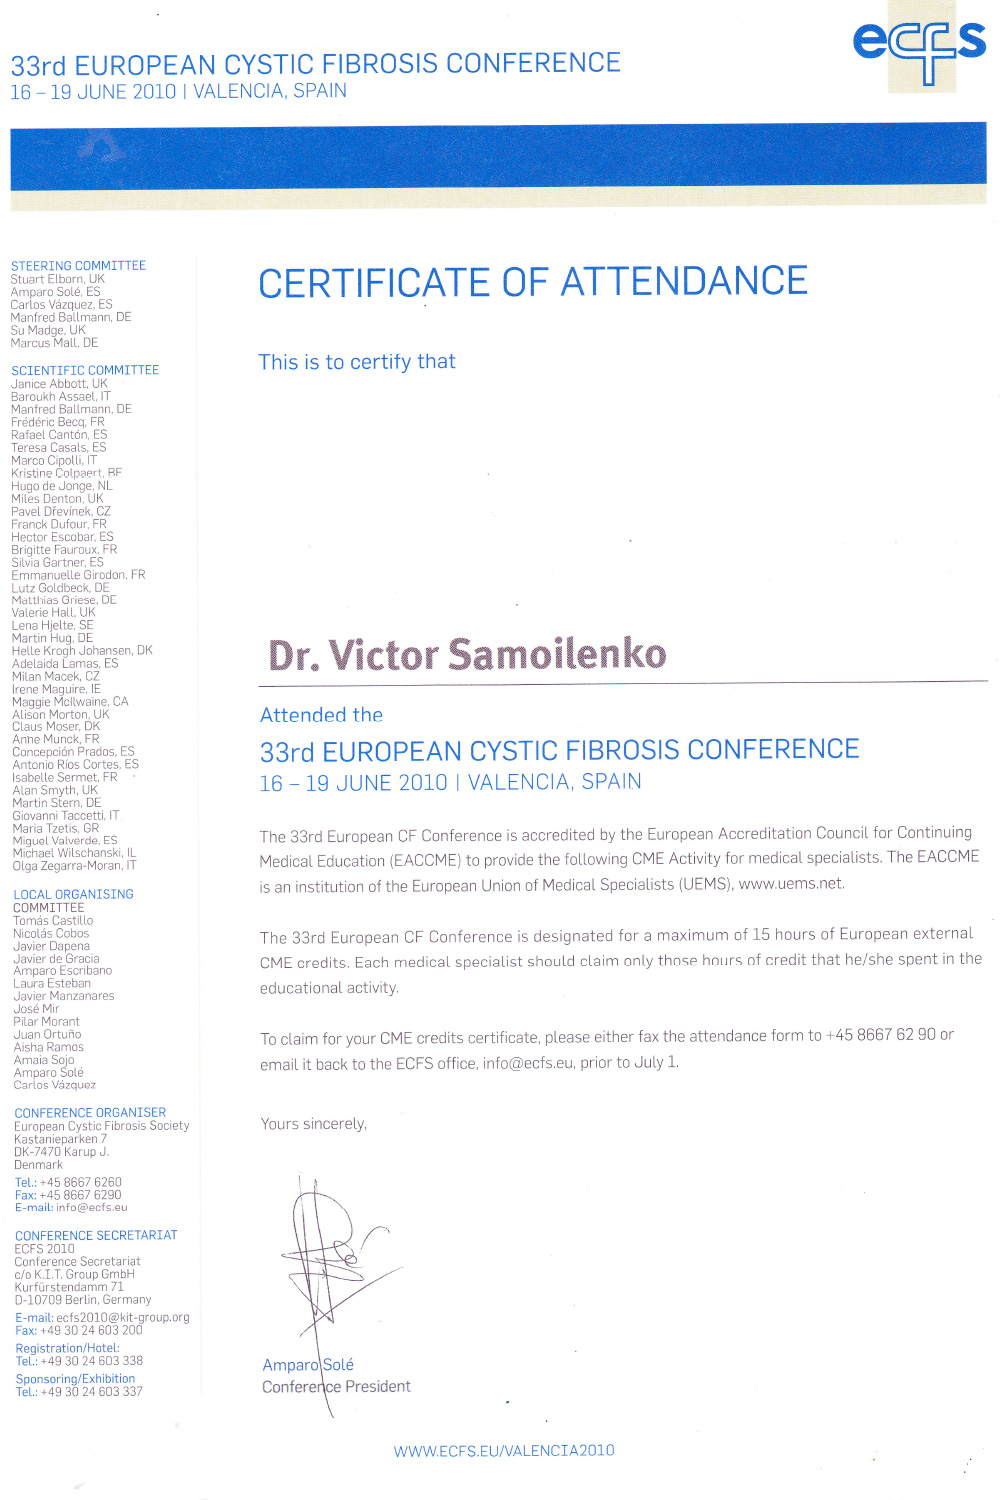 ecfs
33rd EUROPEAN CYSTIC FIBROSIS CONFERENCE
16 – 19 JUNE 2010 | VALENCIA, SPAIN
STEERING COMMITTEE
Stuart Elborn, UK
Amparo Solé, ES
Carlos Vázquez, ES
Manfred Ballmann, DE
Su Madge, UK
Marcus Mall, DE
SCIENTIFIC COMMITTEE
Janice Abbott, UK
Baroukh Assael, IT
Manfred Ballmann, DE
Frédéric Becq, FR
Rafael Cantón, ES
Teresa Casals, ES
Marco Cipolli, IT
Kristine Colpaert, BE
Hugo de Jonge, NL
Miles Denton, UK
Pavel Dřevínek, CZ
Franck Dufour, FR
Hector Escobar, ES
Brigitte Fauroux, FR
Silvia Gartner, ES
Emmanuelle Girodon, FR
Lutz Goldbeck, DE
Matthias Griese, DE
Valerie Hall, UK
Lena Hjelte, SE
Martin Hug, DE
Helle Krogh Johansen, DK
Adelaida Lamas, ES
Milan Macek, CZ
Irene Maguire, IE
Maggie McIlwaine, CA
Alison Morton, UK
Claus Moser, DK
Anne Munck, FR
Concepción Prados, ES
Antonio Ríos Cortes, ES
Isabelle Sermet, FR
Alan Smyth, UK
Martin Stern, DE
Giovanni Taccetti, IT
Maria Tzetis, GR
Miguel Valverde, ES
Michael Wilschanski, IL
Olga Zegarra-Moran, IT
LOCAL ORGANISING
COMMITTEE
Tomás Castillo
Nicolás Cobos
Javier Dapena
Javier de Gracia
Amparo Escribano
Laura Esteban
Javier Manzanares
José Mir
Pilar Morant
Juan Ortuño
Aisha Ramos
Amaia Sojo
Amparo Solé
Carlos Vázquez
CONFERENCE ORGANISER
European Cystic Fibrosis Society
Kastanieparken 7
DK-7470 Karup J.
Denmark
Tel.: +45 8667 6260
Fax: +45 8667 6290
E-mail: info@ecfs.eu
CONFERENCE SECRETARIAT
ECFS 2010
Conference Secretariat
c/o K.I.T. Group GmbH
Kurfürstendamm 71
D-10709 Berlin, Germany
E-mail: ecfs2010@kit-group.org
Fax: +49 30 24 603 200
Registration/Hotel:
Tel.: +49 30 24 603 338
Sponsoring/Exhibition
Tel.: +49 30 24 603 337
CERTIFICATE OF ATTENDANCE
This is to certify that
Dr. Victor Samoilenko
Attended the
33rd EUROPEAN CYSTIC FIBROSIS CONFERENCE
16 – 19 JUNE 2010 | VALENCIA, SPAIN
The 33rd European CF Conference is accredited by the European Accreditation Council for Continuing
Medical Education (EACCME) to provide the following CME Activity for medical specialists. The EACCME
is an institution of the European Union of Medical Specialists (UEMS), www.uems.net.
The 33rd European CF Conference is designated for a maximum of 15 hours of European external
CME credits. Each medical specialist should claim only those hours of credit that he/she spent in the
educational activity.
To claim for your CME credits certificate, please either fax the attendance form to +45 8667 62 90 or
email it back to the ECFS office, info@ecfs.eu, prior to July 1.
Yours sincerely,
Amparo Solé
Conference President
WWW.ECFS.EU/VALENCIA2010